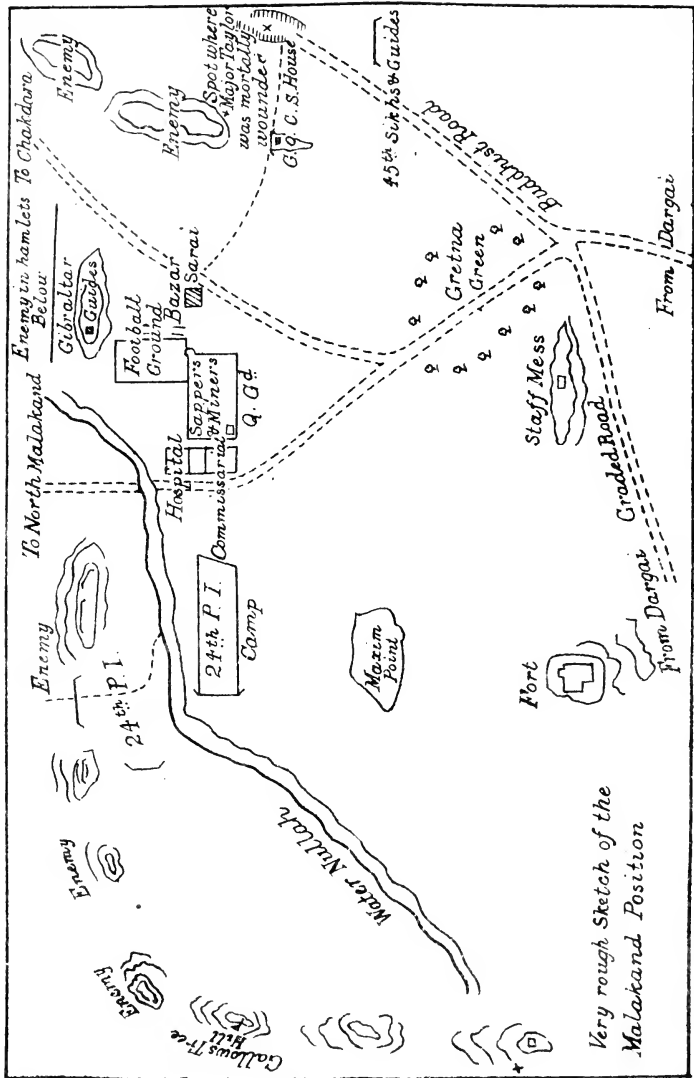 Enemy
Enemy
Spot where
Major Taylor
was mortally
wounder
G.O.C.S. House
45th Sikhs & Guides
Buddhist Road
Enemy in hamlets To Chakdara
Below
Gibraltar
Guides
Football
Ground
Bazar
Sarai
Sappers
& Miners
Q. Gd.
Gretna
Green
From Dargai
To North Malakand
Hospital
Commissariat
Staff Mess
Graded Road
Enemy
24th P.I.
24th P.I.
Camp
Maxim
Point
Fort
From Dargai
Enemy
Water Nullah
Enemy
Gallows Tree
Hill
Very rough Sketch of the
Malakand Position